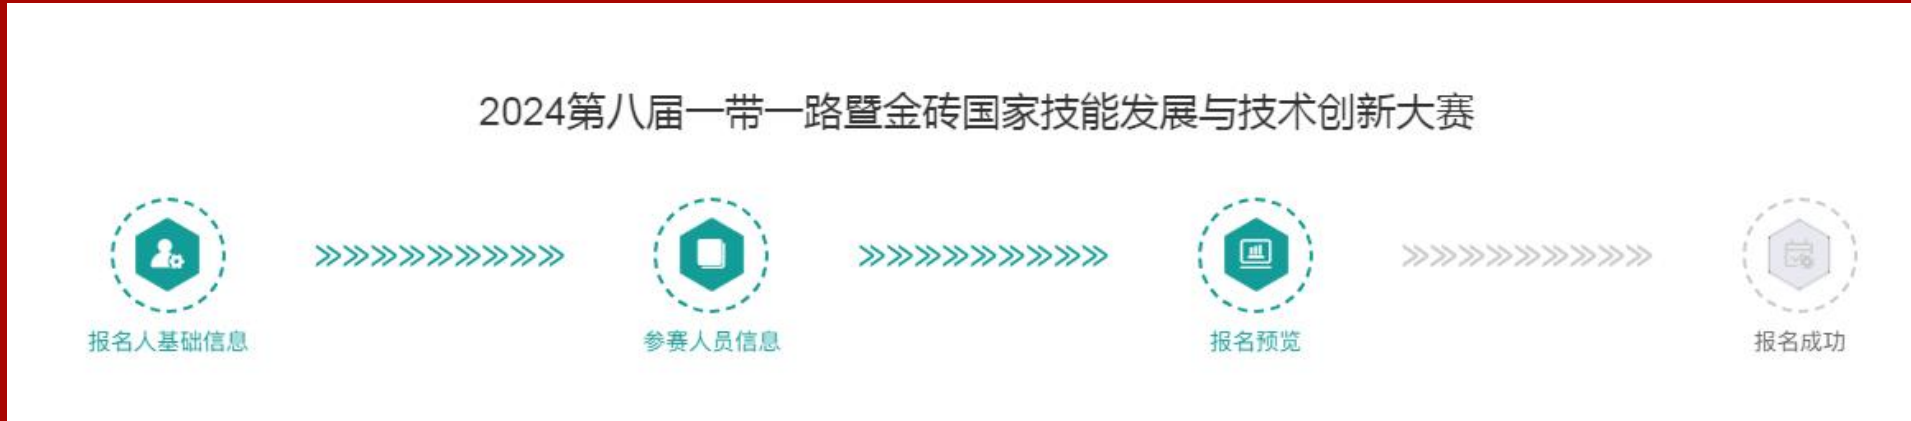 2024第八届一带一路暨金砖国家技能发展与技术创新大赛
报名人基础信息
参赛人员信息
报名预览
报名成功